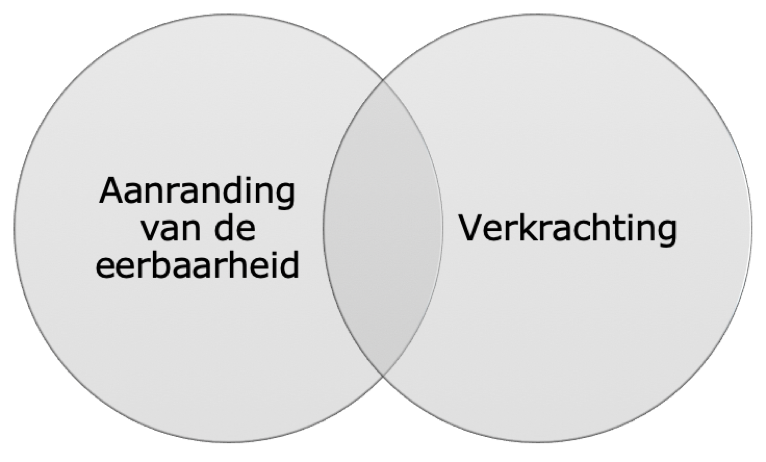 Aanranding
van de
eerbaarheid
Verkrachting